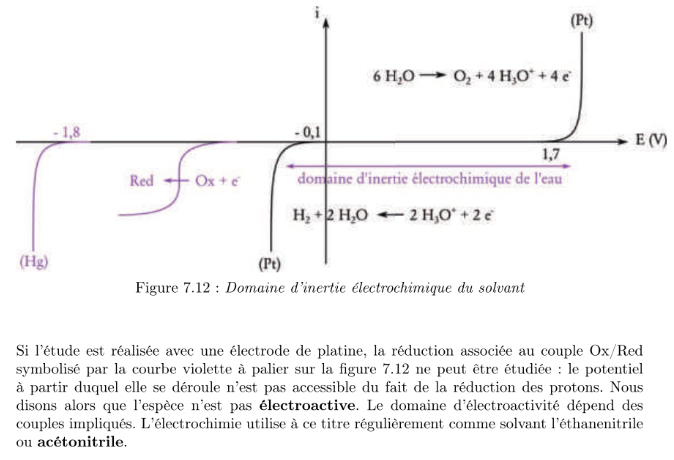 i
(Pt)
6 H₂O ⟶ O₂ + 4 H₃O⁺ + 4 e⁻
- 1,8
- 0,1
E (V)
1,7
Red ⟵ Ox + e⁻
domaine d'inertie électrochimique de l'eau
H₂ + 2 H₂O ⟵ 2 H₃O⁺ + 2 e⁻
(Hg)
(Pt)
Figure 7.12 : Domaine d'inertie électrochimique du solvant
Si l'étude est réalisée avec une électrode de platine, la réduction associée au couple Ox/Red
symbolisé par la courbe violette à palier sur la figure 7.12 ne peut être étudiée : le potentiel
à partir duquel elle se déroule n'est pas accessible du fait de la réduction des protons. Nous
disons alors que l'espèce n'est pas électroactive. Le domaine d'électroactivité dépend des
couples impliqués. L'électrochimie utilise à ce titre régulièrement comme solvant l'éthanenitrile
ou acétonitrile.